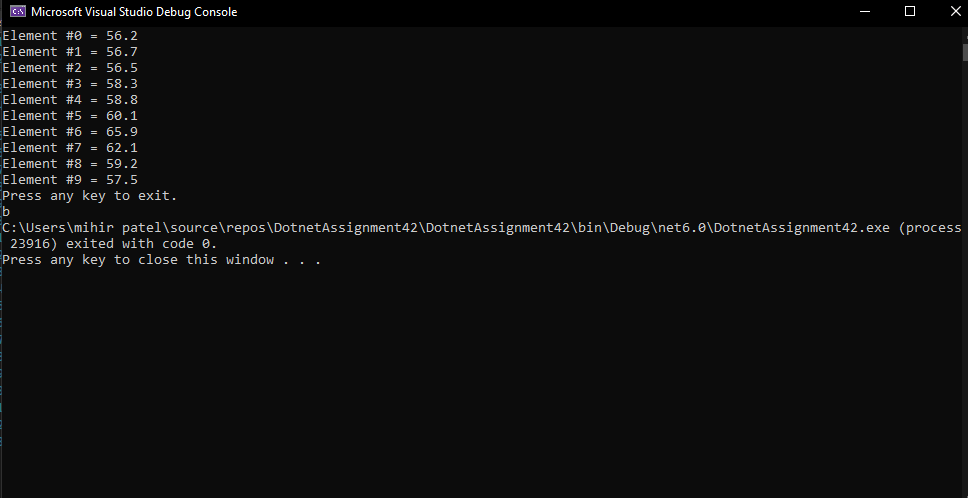 Microsoft Visual Studio Debug Console
Element #0 = 56.2
Element #1 = 56.7
Element #2 = 56.5
Element #3 = 58.3
Element #4 = 58.8
Element #5 = 60.1
Element #6 = 65.9
Element #7 = 62.1
Element #8 = 59.2
Element #9 = 57.5
Press any key to exit.
b
C:\Users\mihir patel\source\repos\DotnetAssignment42\DotnetAssignment42\bin\Debug\net6.0\DotnetAssignment42.exe (process
 23916) exited with code 0.
Press any key to close this window . . .